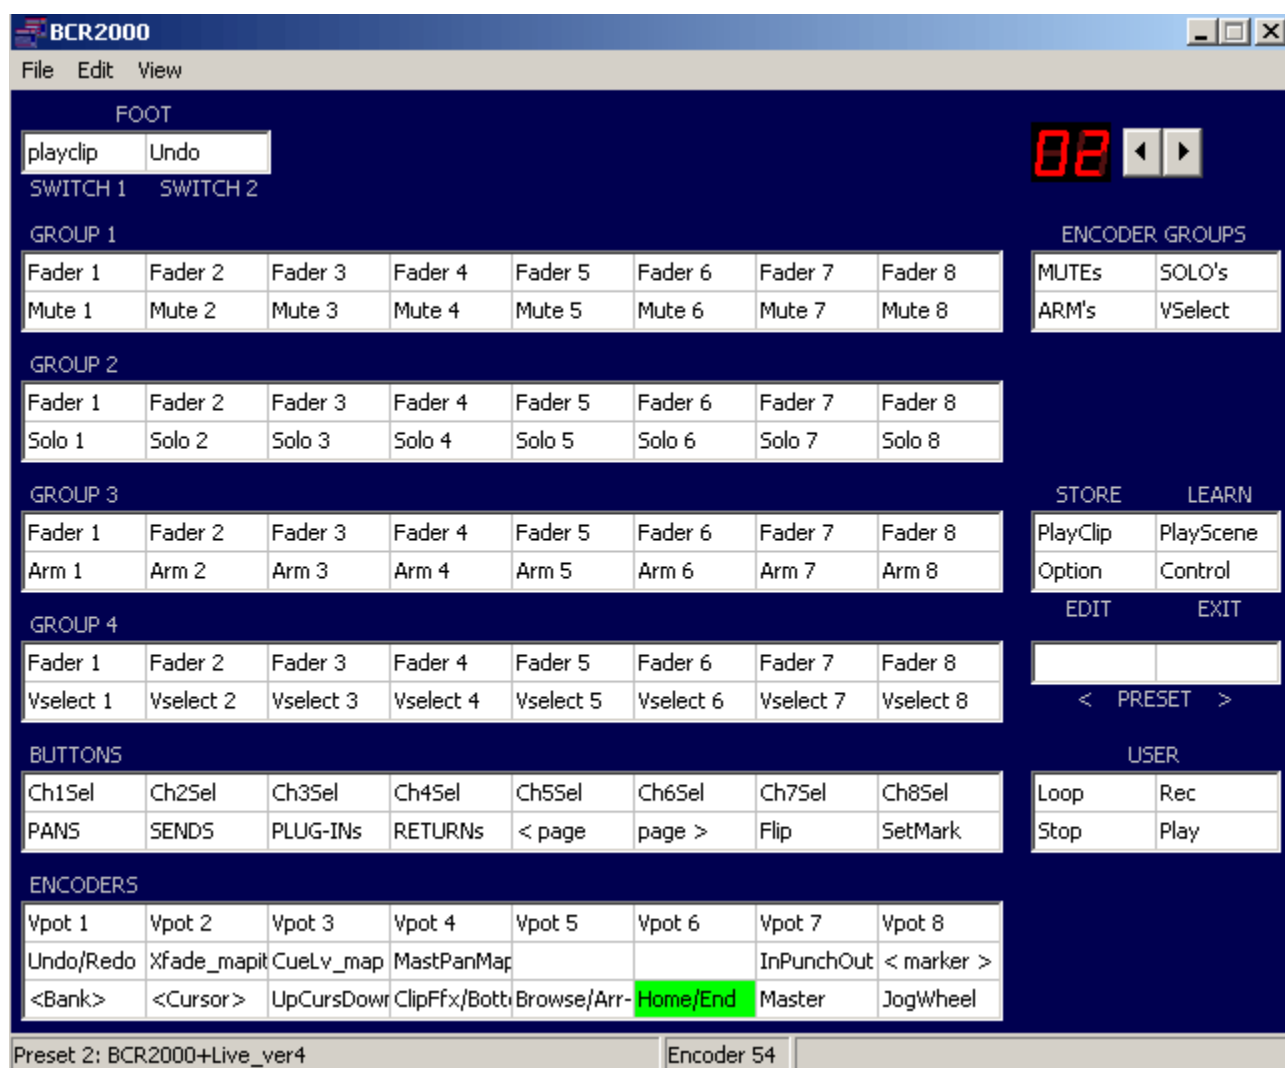 BCR2000
File Edit View
FOOT
playclip Undo
SWITCH 1 SWITCH 2
02
GROUP 1 ENCODER GROUPS
Fader 1 Fader 2 Fader 3 Fader 4 Fader 5 Fader 6 Fader 7 Fader 8 MUTEs SOLO's
Mute 1 Mute 2 Mute 3 Mute 4 Mute 5 Mute 6 Mute 7 Mute 8 ARM's VSelect
GROUP 2
Fader 1 Fader 2 Fader 3 Fader 4 Fader 5 Fader 6 Fader 7 Fader 8
Solo 1 Solo 2 Solo 3 Solo 4 Solo 5 Solo 6 Solo 7 Solo 8
GROUP 3 STORE LEARN
Fader 1 Fader 2 Fader 3 Fader 4 Fader 5 Fader 6 Fader 7 Fader 8 PlayClip PlayScene
Arm 1 Arm 2 Arm 3 Arm 4 Arm 5 Arm 6 Arm 7 Arm 8 Option Control
GROUP 4 EDIT EXIT
Fader 1 Fader 2 Fader 3 Fader 4 Fader 5 Fader 6 Fader 7 Fader 8
Vselect 1 Vselect 2 Vselect 3 Vselect 4 Vselect 5 Vselect 6 Vselect 7 Vselect 8 < PRESET >
BUTTONS USER
Ch1Sel Ch2Sel Ch3Sel Ch4Sel Ch5Sel Ch6Sel Ch7Sel Ch8Sel Loop Rec
PANS SENDS PLUG-INs RETURNs < page page > Flip SetMark Stop Play
ENCODERS
Vpot 1 Vpot 2 Vpot 3 Vpot 4 Vpot 5 Vpot 6 Vpot 7 Vpot 8
Undo/Redo Xfade_mapit CueLv_map MastPanMap InPunchOut < marker >
<Bank> <Cursor> UpCursDown ClipFfx/Botto Browse/Arr- Home/End Master JogWheel
Preset 2: BCR2000+Live_ver4 Encoder 54